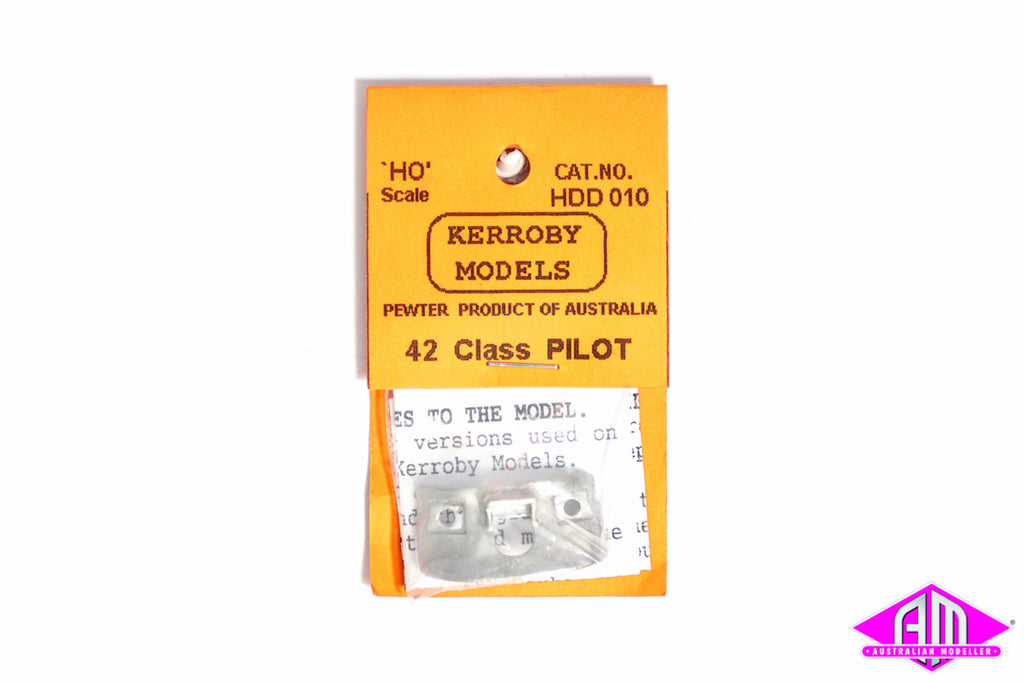 `HO'
Scale
CAT.NO.
HDD 010
KERROBY
MODELS
PEWTER PRODUCT OF AUSTRALIA
42 Class PILOT
ES TO THE MODEL.
versions used on
Kerroby Models.
d m
AM
®
• AUSTRALIAN MODELLER •